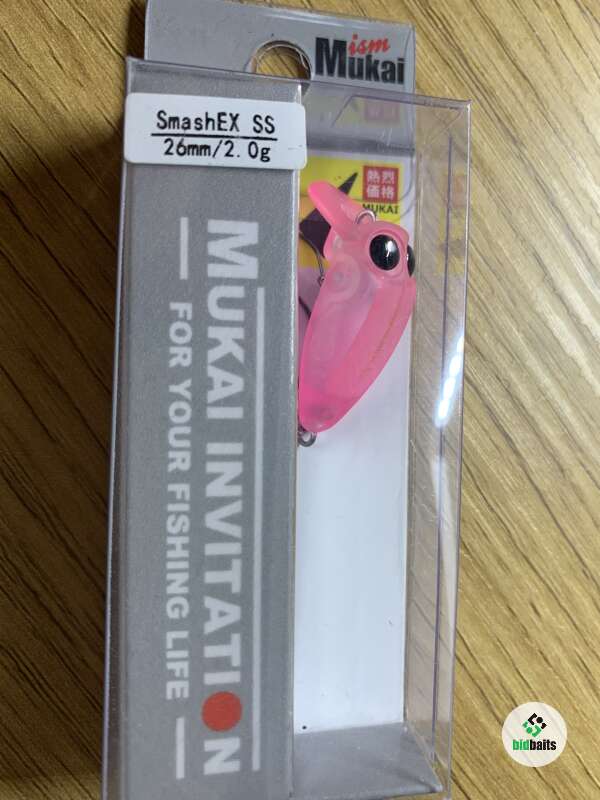 ism
Mukai
SmashEX SS
26mm/2.0g
熱烈
価格
MUKAI
MUKAI INVITATION
FOR YOUR FISHING LIFE
bidbaits